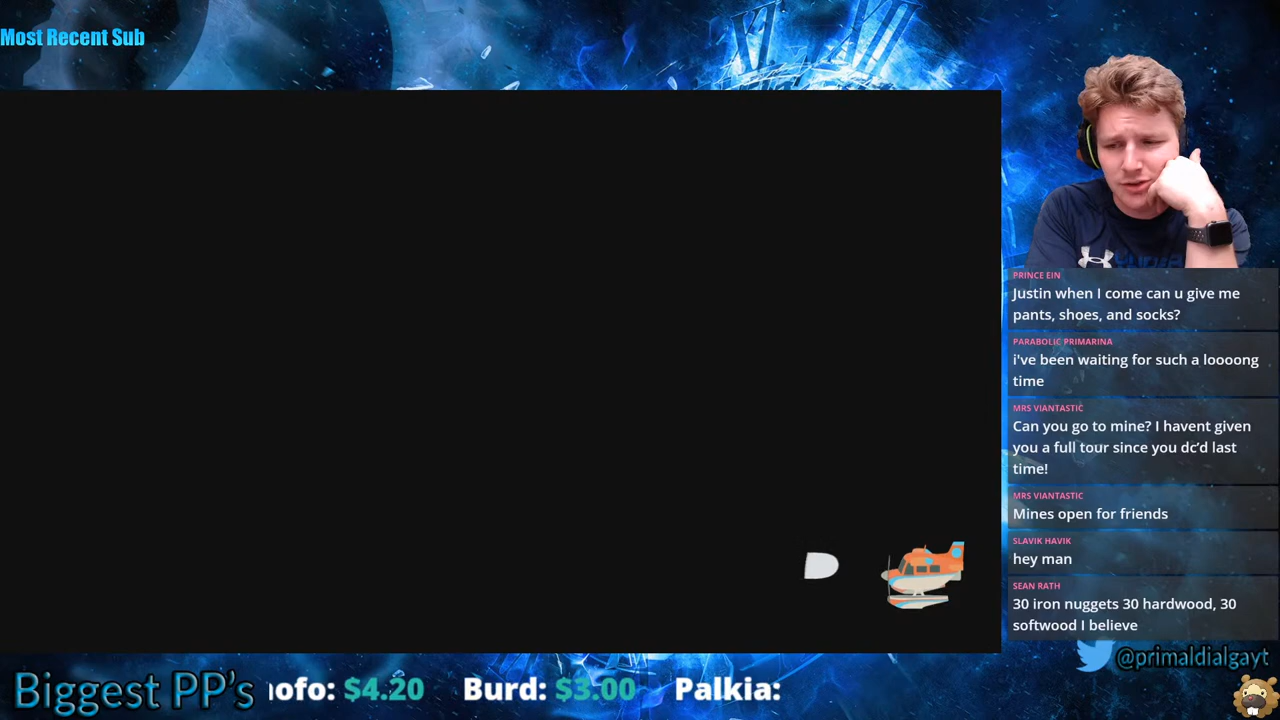 Most Recent Sub
PRINCE EIN
Justin when I come can u give me
pants, shoes, and socks?
PARABOLIC PRIMARINA
i've been waiting for such a loooong
time
MRS VIANTASTIC
Can you go to mine? I havent given
you a full tour since you dc'd last
time!
MRS VIANTASTIC
Mines open for friends
SLAVIK HAVIK
hey man
SEAN RATH
30 iron nuggets 30 hardwood, 30
softwood I believe
@primaldialgayt
Biggest PP's
$4.20 Burd: $3.00 Palkia: